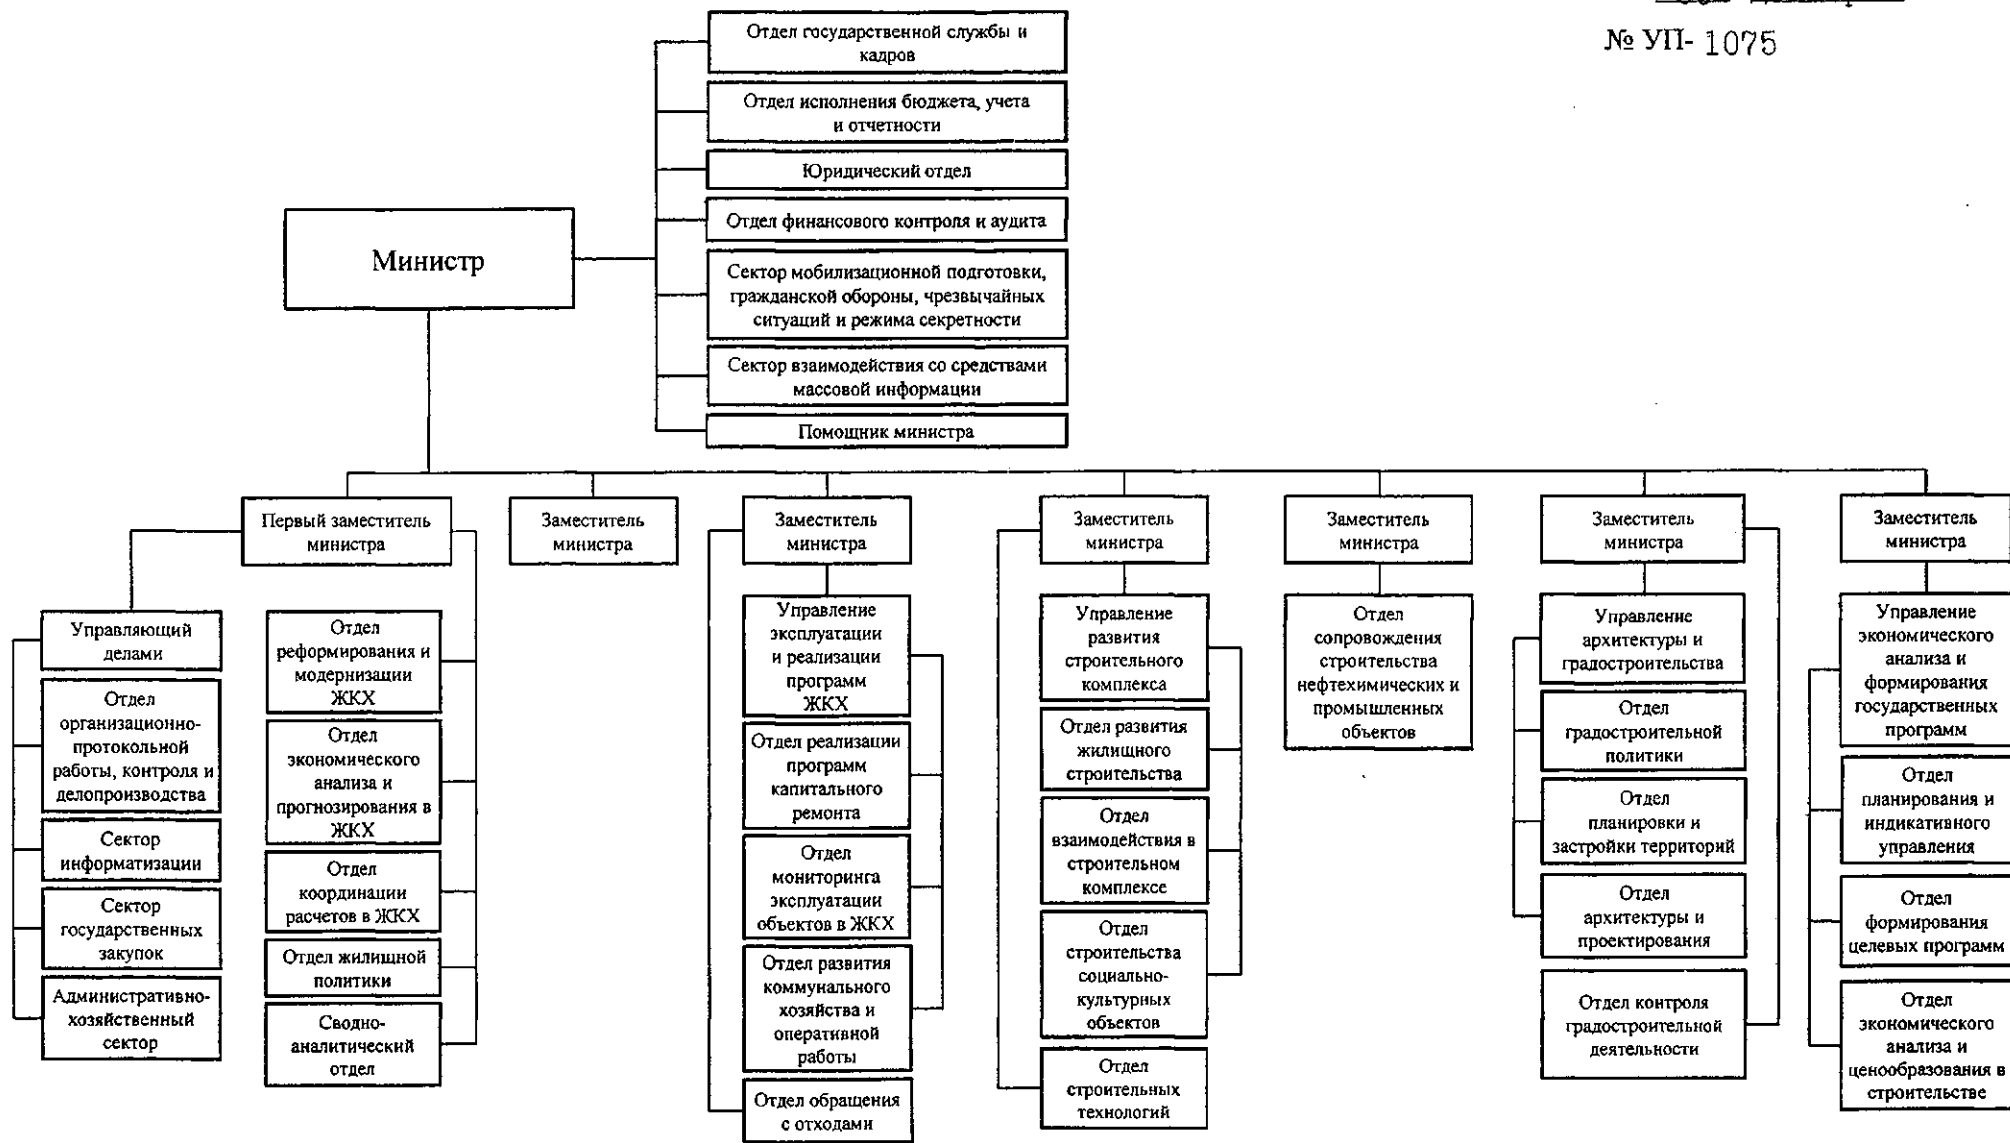 № УП- 1075
Отдел государственной службы и
кадров
Отдел исполнения бюджета, учета
и отчетности
Юридический отдел
Отдел финансового контроля и аудита
Сектор мобилизационной подготовки,
гражданской обороны, чрезвычайных
ситуаций и режима секретности
Сектор взаимодействия со средствами
массовой информации
Помощник министра
Министр
Первый заместитель
министра
Заместитель
министра
Заместитель
министра
Заместитель
министра
Заместитель
министра
Заместитель
министра
Заместитель
министра
Управляющий
делами
Отдел
организационно-
протокольной
работы, контроля и
делопроизводства
Сектор
информатизации
Сектор
государственных
закупок
Административно-
хозяйственный
сектор
Отдел
реформирования и
модернизации
ЖКХ
Отдел
экономического
анализа и
прогнозирования в
ЖКХ
Отдел
координации
расчетов в ЖКХ
Отдел жилищной
политики
Сводно-
аналитический
отдел
Управление
эксплуатации
и реализации
программ
ЖКХ
Отдел реализации
программ
капитального
ремонта
Отдел
мониторинга
эксплуатации
объектов в ЖКХ
Отдел развития
коммунального
хозяйства и
оперативной
работы
Отдел обращения
с отходами
Управление
развития
строительного
комплекса
Отдел развития
жилищного
строительства
Отдел
взаимодействия в
строительном
комплексе
Отдел
строительства
социально-
культурных
объектов
Отдел
строительных
технологий
Отдел
сопровождения
строительства
нефтехимических и
промышленных
объектов
Управление
архитектуры и
градостроительства
Отдел
градостроительной
политики
Отдел
планировки и
застройки территорий
Отдел
архитектуры и
проектирования
Отдел контроля
градостроительной
деятельности
Управление
экономического
анализа и
формирования
государственных
программ
Отдел
планирования и
индикативного
управления
Отдел
формирования
целевых программ
Отдел
экономического
анализа и
ценообразования в
строительстве